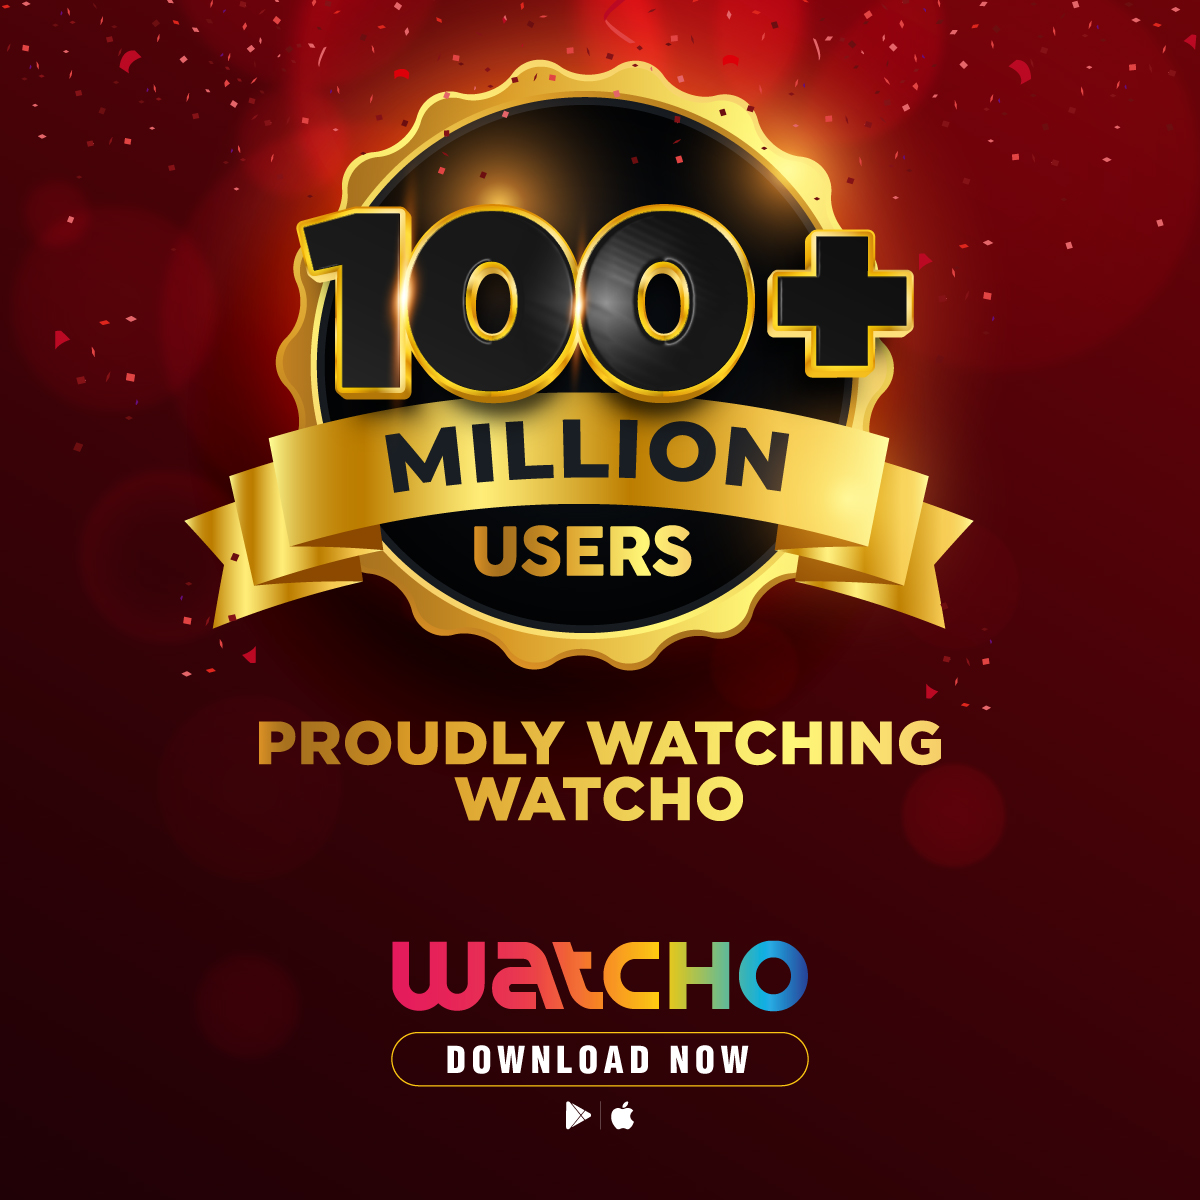 100+
MILLION
USERS
PROUDLY WATCHING
WATCHO
watCHO
DOWNLOAD NOW